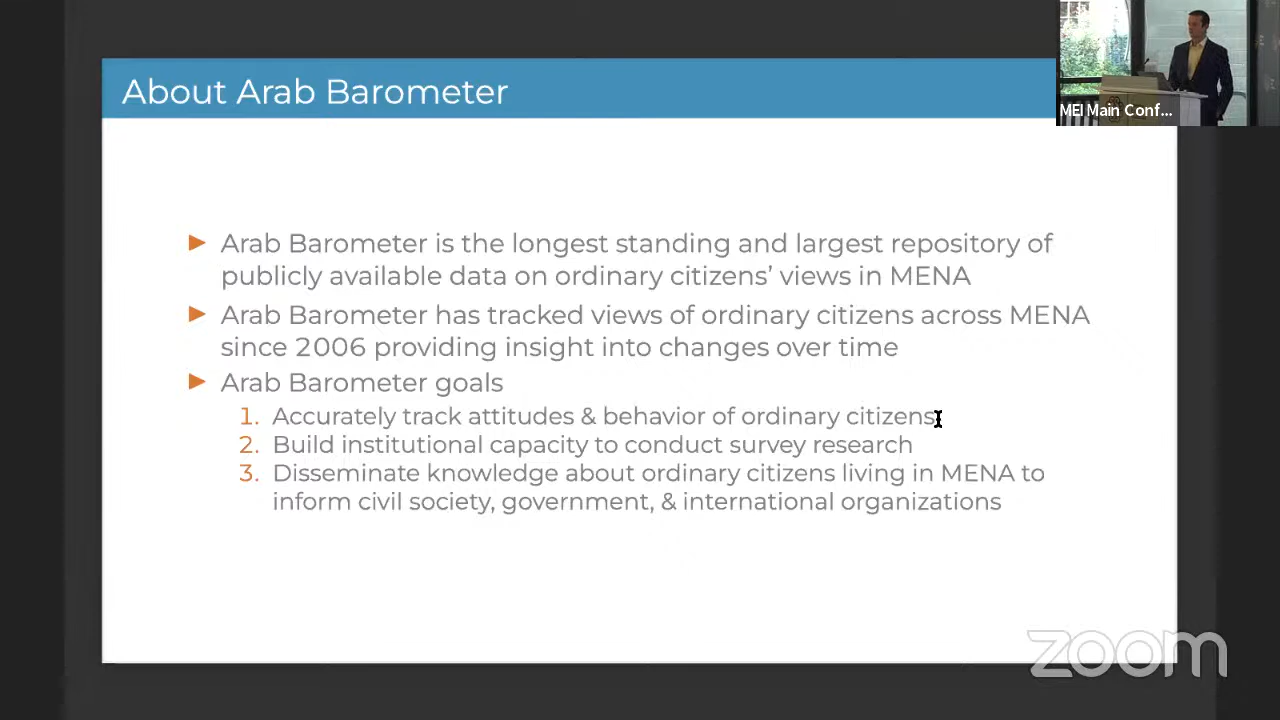 About Arab Barometer
MEI Main Conf...
► Arab Barometer is the longest standing and largest repository of
publicly available data on ordinary citizens’ views in MENA
► Arab Barometer has tracked views of ordinary citizens across MENA
since 2006 providing insight into changes over time
► Arab Barometer goals
1. Accurately track attitudes & behavior of ordinary citizens
2. Build institutional capacity to conduct survey research
3. Disseminate knowledge about ordinary citizens living in MENA to
inform civil society, government, & international organizations
zoom